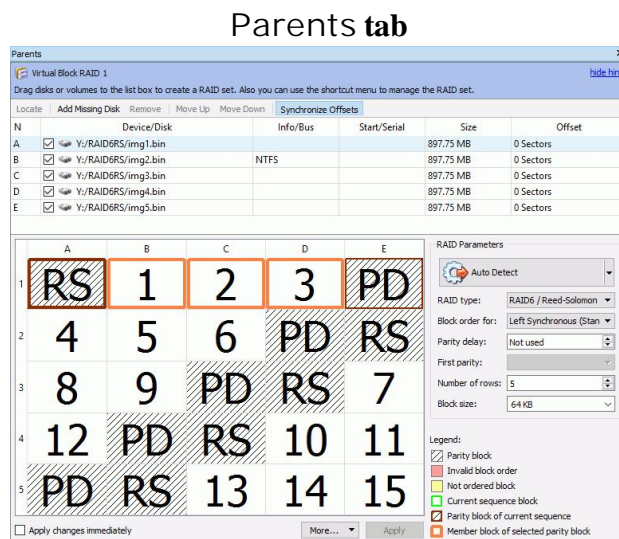 Parents tab
Parents
Virtual Block RAID 1 hide hin
Drag disks or volumes to the list box to create a RAID set. Also you can use the shortcut menu to manage the RAID set.
Locate Add Missing Disk Remove Move Up Move Down Synchronize Offsets
N Device/Disk Info/Bus Start/Serial Size Offset
A Y:/RAID6RS/img1.bin 897.75 MB 0 Sectors
B Y:/RAID6RS/img2.bin NTFS 897.75 MB 0 Sectors
C Y:/RAID6RS/img3.bin 897.75 MB 0 Sectors
D Y:/RAID6RS/img4.bin 897.75 MB 0 Sectors
E Y:/RAID6RS/img5.bin 897.75 MB 0 Sectors
A B C D E
1 RS 1 2 3 PD
2 4 5 6 PD RS
3 8 9 PD RS 7
4 12 PD RS 10 11
5 PD RS 13 14 15
RAID Parameters
Auto Detect
RAID type: RAID6 / Reed-Solomon
Block order for: Left Synchronous (Stan
Parity delay: Not used
First parity:
Number of rows: 5
Block size: 64 KB
Legend:
Parity block
Invalid block order
Not ordered block
Current sequence block
Parity block of current sequence
Member block of selected parity block
Apply changes immediately More... Apply